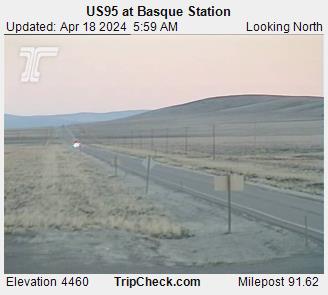 US95 at Basque Station
Updated: Apr 18 2024  5:59 AM
Looking North
Elevation 4460
TripCheck.com
Milepost 91.62